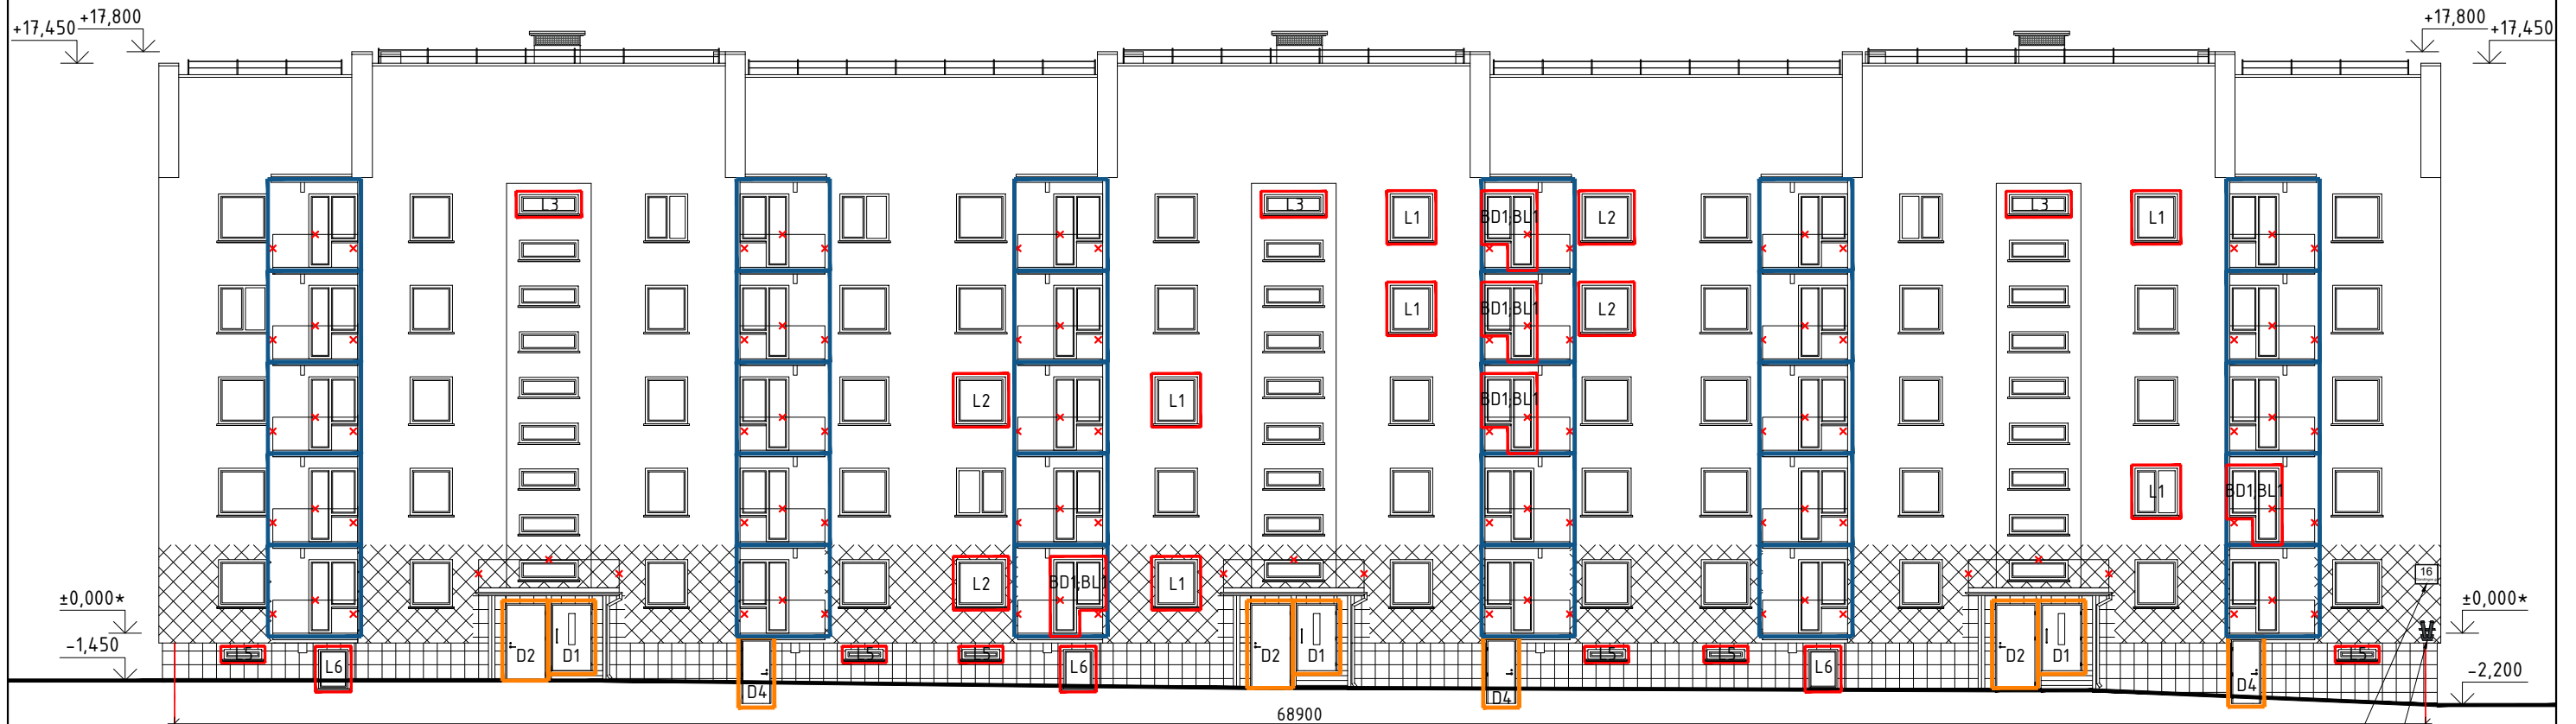 +17,450 +17,800 +17,800 +17,450
L3 L3 L3
L1 BD1;BL1 L2 L1
L1 BD1;BL1 L2
L2 L1 BD1;BL1
L1 BD1;BL1
L2 BD1;BL1 L1
16
±0,000* ±0,000*
-1,450 -2,200
L5 L5 L5 L5 L5 L5
D2 D1 D2 D1 D2 D1
L6 L6 L6
D4 D4 D4
68900